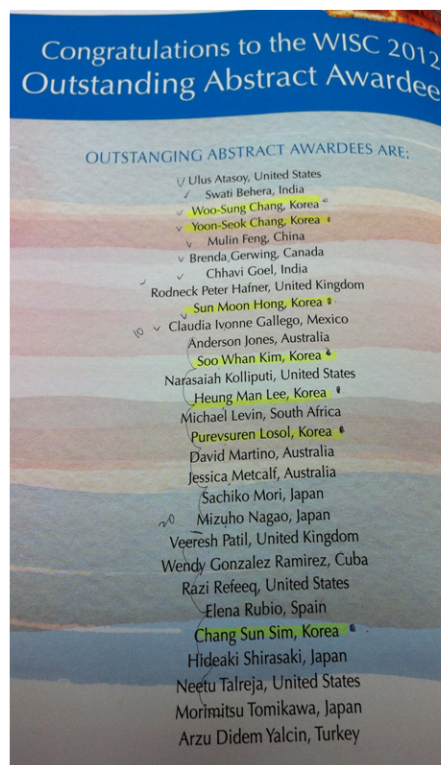 Congratulations to the WISC 2012
Outstanding Abstract Awardee
OUTSTANGING ABSTRACT AWARDEES ARE:
Ulus Atasoy, United States
Swati Behera, India
Woo-Sung Chang, Korea
Yoon-Seok Chang, Korea
Mulin Feng, China
Brenda Gerwing, Canada
Chhavi Goel, India
Rodneck Peter Hafner, United Kingdom
Sun Moon Hong, Korea
10 Claudia Ivonne Gallego, Mexico
Anderson Jones, Australia
Soo Whan Kim, Korea
Narasaiah Kolliputi, United States
Heung Man Lee, Korea
Michael Levin, South Africa
Purevsuren Losol, Korea
David Martino, Australia
Jessica Metcalf, Australia
Sachiko Mori, Japan
20 Mizuho Nagao, Japan
Veeresh Patil, United Kingdom
Wendy Gonzalez Ramirez, Cuba
Razi Refeeq, United States
Elena Rubio, Spain
Chang Sun Sim, Korea
Hideaki Shirasaki, Japan
Neetu Talreja, United States
Morimitsu Tomikawa, Japan
Arzu Didem Yalcin, Turkey